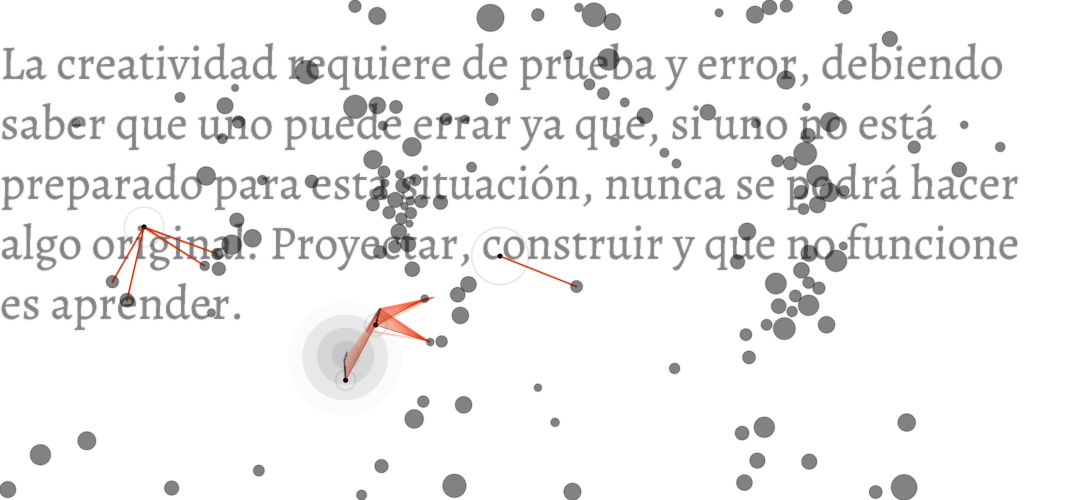 La creatividad requiere de prueba y error, debiendo
saber que uno puede errar ya que, si uno no está
preparado para esta situación, nunca se podrá hacer
algo original. Proyectar, construir y que no funcione
es aprender.